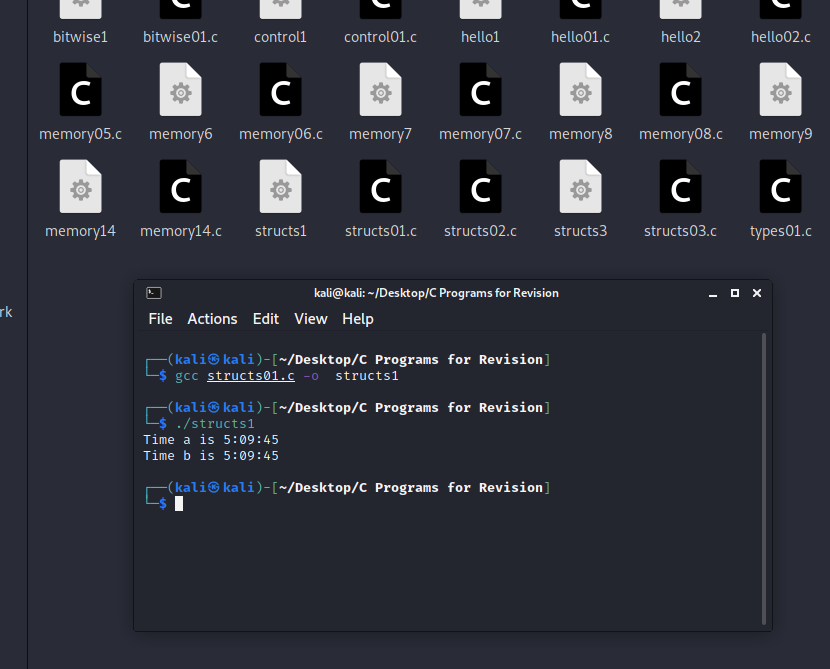 bitwise1 bitwise01.c control1 control01.c hello1 hello01.c hello2 hello02.c
memory05.c memory6 memory06.c memory7 memory07.c memory8 memory08.c memory9
memory14 memory14.c structs1 structs01.c structs02.c structs3 structs03.c types01.c
rk
kali@kali: ~/Desktop/C Programs for Revision
File Actions Edit View Help
┌──(kali㉿kali)-[~/Desktop/C Programs for Revision]
└─$ gcc structs01.c -o  structs1
┌──(kali㉿kali)-[~/Desktop/C Programs for Revision]
└─$ ./structs1
Time a is 5:09:45
Time b is 5:09:45
┌──(kali㉿kali)-[~/Desktop/C Programs for Revision]
└─$